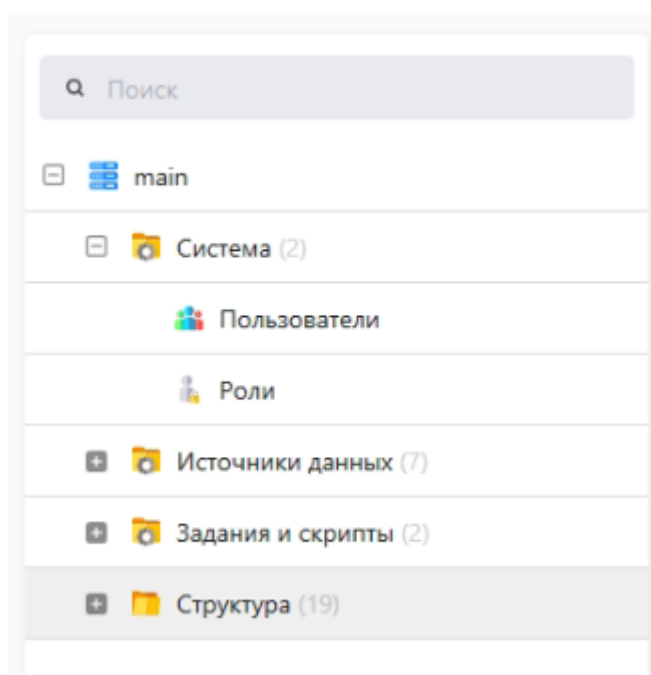 Поиск
main
Система (2)
Пользователи
Роли
Источники данных (7)
Задания и скрипты (2)
Структура (19)